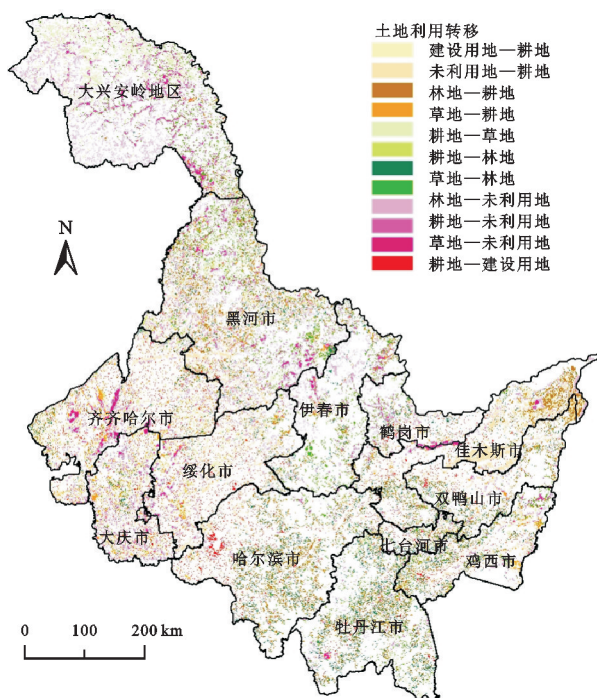 土地利用转移
建设用地—耕地
未利用地—耕地
林地—耕地
草地—耕地
耕地—草地
耕地—林地
草地—林地
林地—未利用地
耕地—未利用地
草地—未利用地
耕地—建设用地
大兴安岭地区
N
黑河市
齐齐哈尔市
伊春市
鹤岗市
佳木斯市
绥化市
双鸭山市
大庆市
哈尔滨市
七台河市
鸡西市
牡丹江市
0 100 200 km